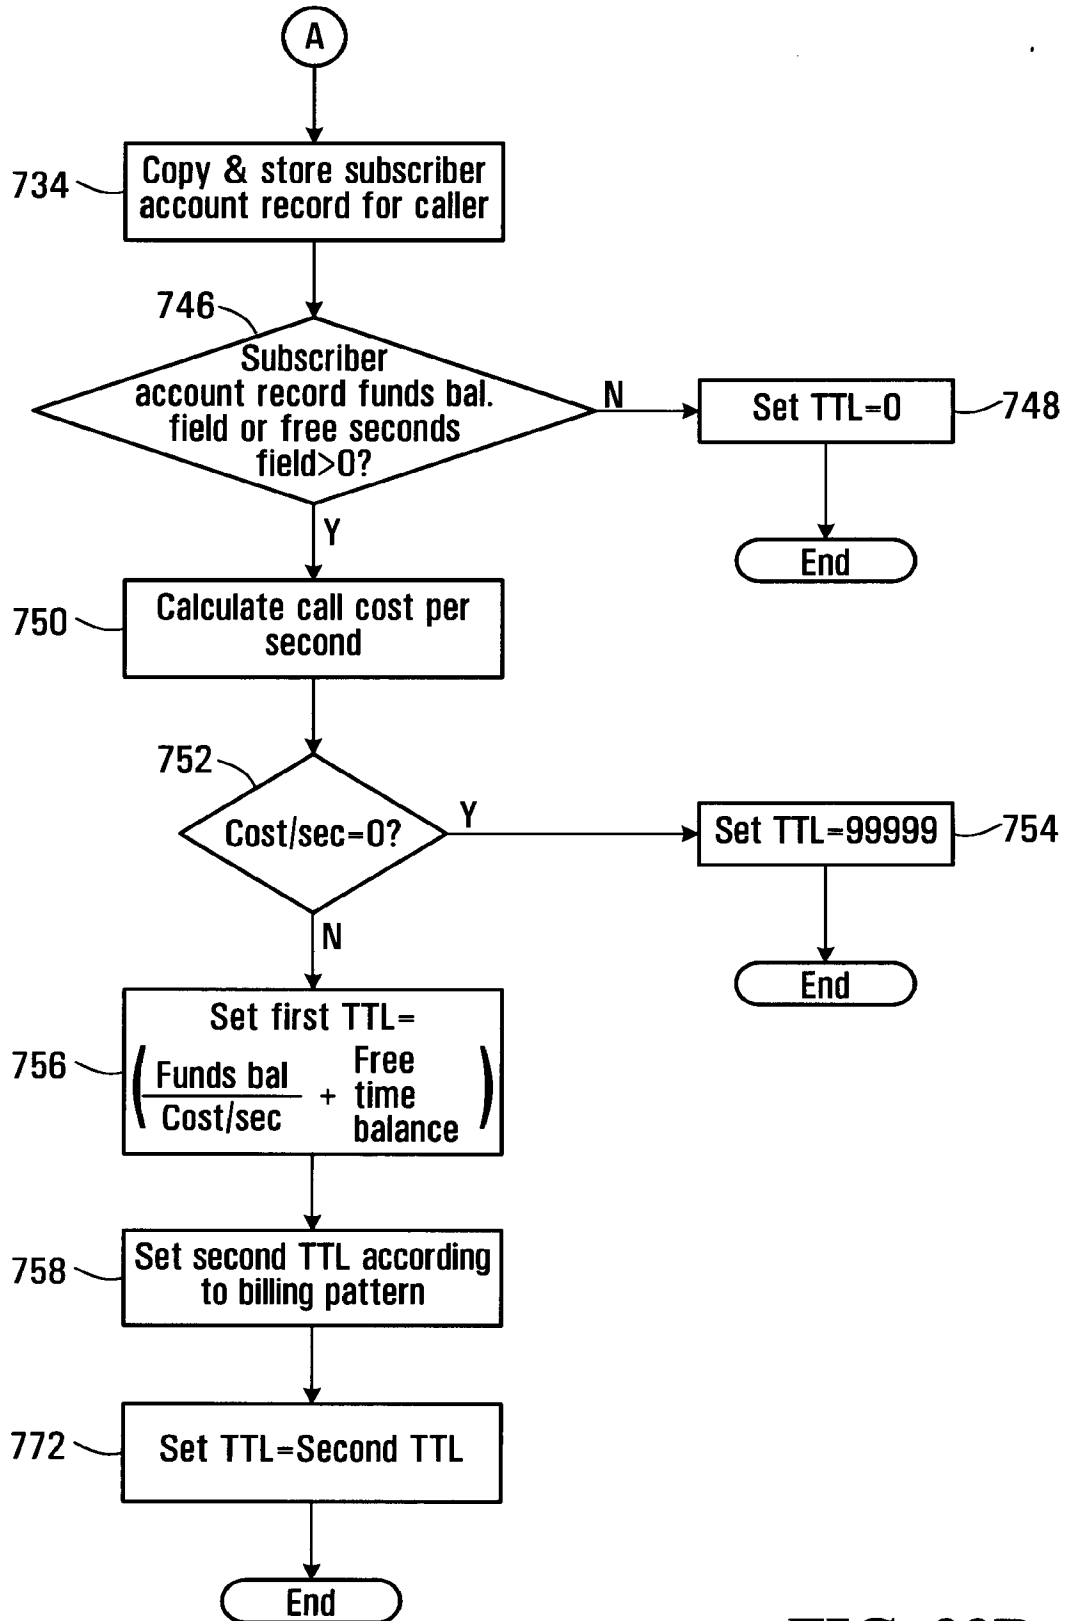 A
734
Copy & store subscriber
account record for caller
746
Subscriber
account record funds bal.
field or free seconds
field>0?
N
Set TTL=0
748
End
Y
750
Calculate call cost per
second
752
Cost/sec=0?
Y
Set TTL=99999
754
End
N
756
Set first TTL=
(Funds bal
Cost/sec
+
Free
time
balance)
758
Set second TTL according
to billing pattern
772
Set TTL=Second TTL
End